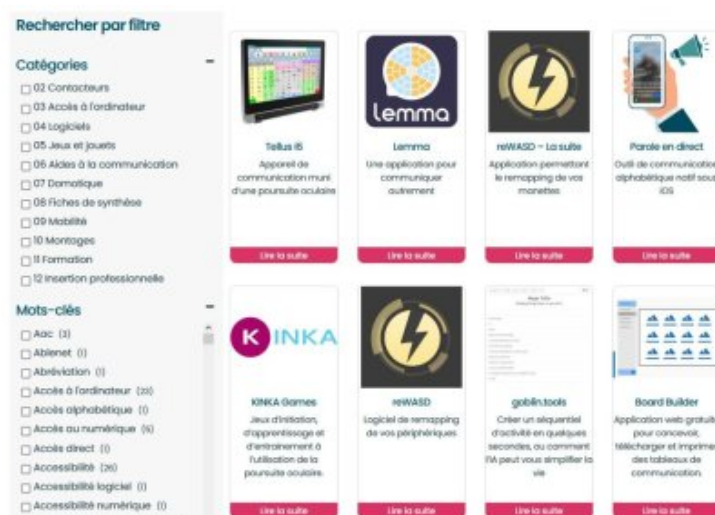 Rechercher par filtre
Catégories
02 Contacteurs
03 Accès à l'ordinateur
04 Logiciels
05 Jeux et jouets
06 Aides à la communication
07 Domotique
08 Fiches de synthèse
09 Mobilité
10 Montages
11 Formation
12 Insertion professionnelle
Mots-clés
Aac (3)
Ablenet (1)
Abréviation (1)
Accès à l'ordinateur (20)
Accès alphabétique (1)
Accès au numérique (5)
Accès direct (1)
Accessibilité (26)
Accessibilité logiciel (1)
Accessibilité numérique (1)
Tellus i6
Appareil de
communication muni
d'une poursuite oculaire
Lire la suite
Lemma
Lemma
Une application pour
communiquer
autrement
Lire la suite
reWASD – La suite
Application permettant
le remapping de vos
manettes
Lire la suite
Parole en direct
Outil de communication
alphabétique natif sous
iOS
Lire la suite
KINKA
KINKA Games
Jeux d'initiation,
d'apprentissage et
d'entrainement à
l'utilisation de la
poursuite oculaire.
Lire la suite
reWASD
Logiciel de remapping
de vos périphériques
Lire la suite
goblin.tools
Créer un séquentiel
d'activité en quelques
secondes, ou comment
l'IA peut vous simplifier la
vie
Lire la suite
Board Builder
Application web gratuite
pour concevoir,
télécharger et imprimer
des tableaux de
communication.
Lire la suite